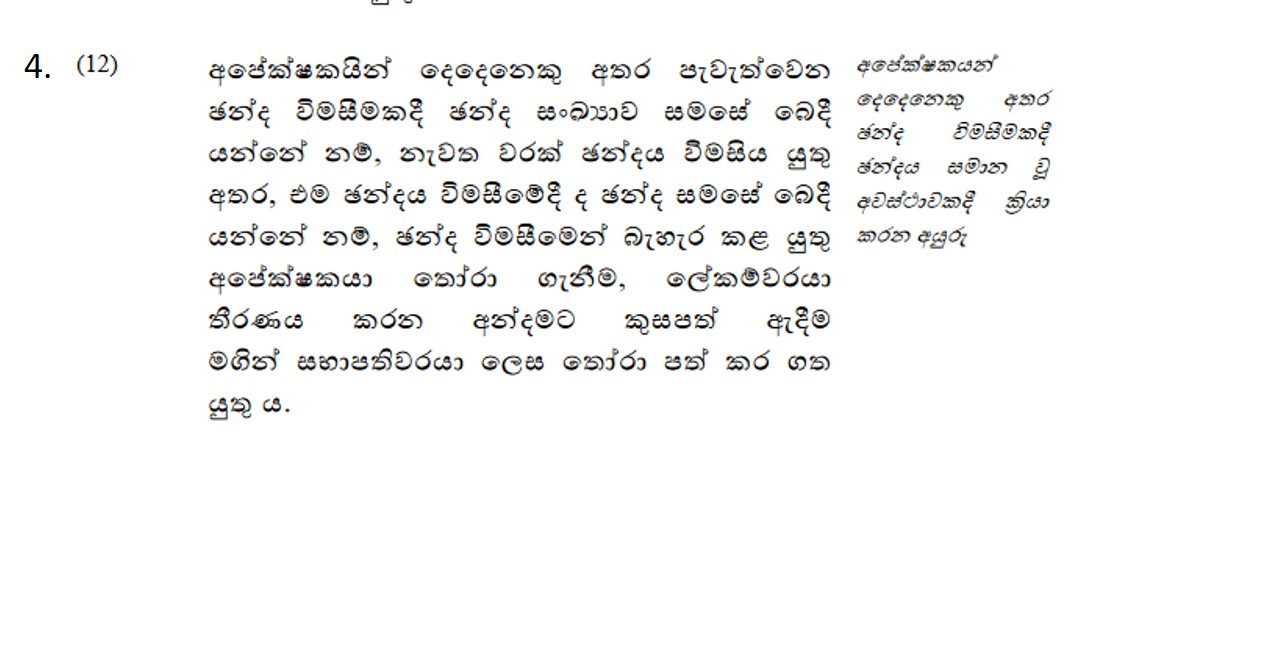 4. (12)
අපේක්ෂකයින් දෙදෙනෙකු අතර පැවැත්වෙන
ඡන්ද විමසීමකදී ඡන්ද සංඛ්‍යාව සමසේ බෙදී
යන්නේ නම්, නැවත වරක් ඡන්දය විමසිය යුතු
අතර, එම ඡන්දය විමසීමේදී ද ඡන්ද සමසේ බෙදී
යන්නේ නම්, ඡන්ද විමසීමෙන් බැහැර කළ යුතු
අපේක්ෂකයා තෝරා ගැනීම, ලේකම්වරයා
තීරණය කරන අන්දමට කුසපත් ඇදීම
මගින් සභාපතිවරයා ලෙස තෝරා පත් කර ගත
යුතු ය.
අපේක්ෂකයන්
දෙදෙනෙකු අතර
ඡන්ද විමසීමකදී
ඡන්දය සමාන වූ
අවස්ථාවකදී ක්‍රියා
කරන අයුරු